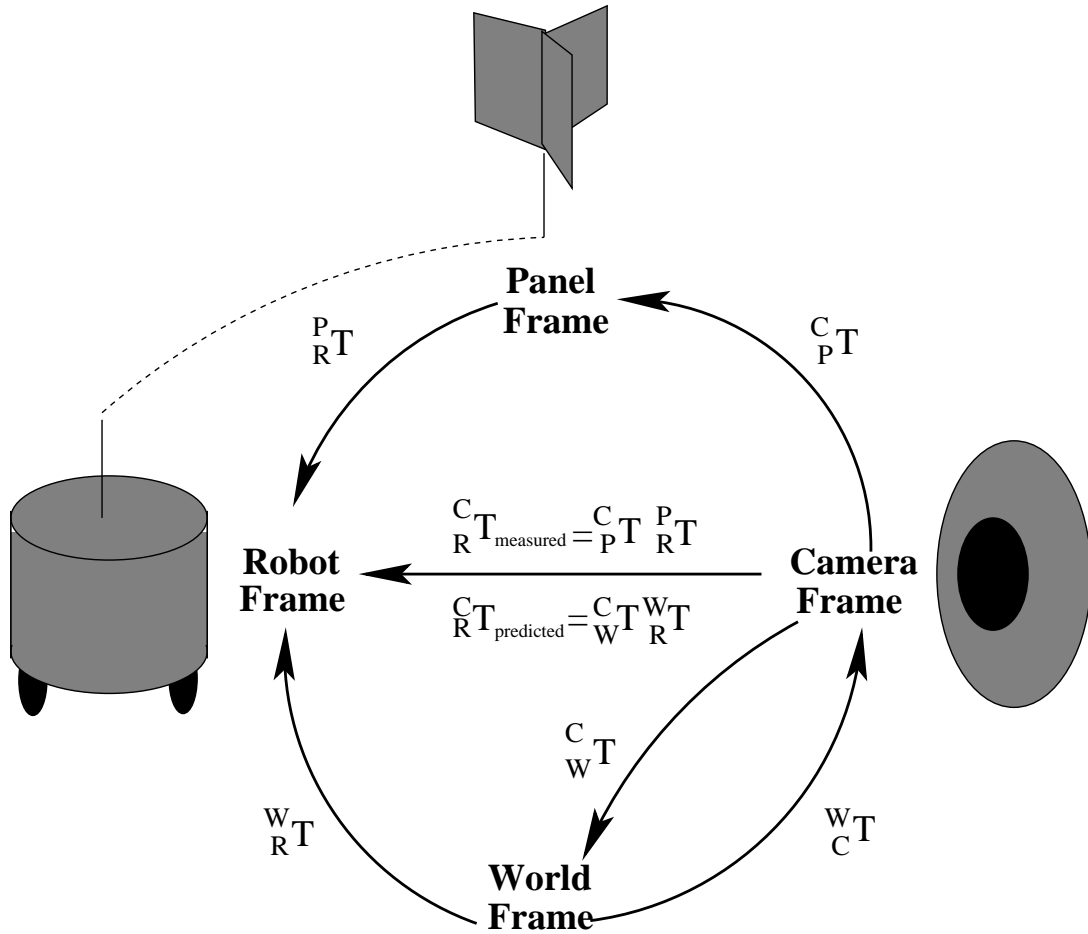 Panel
Frame
P
R T
C
P T
C
R T measured = C
P T P
R T
Robot
Frame
Camera
Frame
C
R T predicted = C
W T W
R T
C
W T
W
R T
W
C T
World
Frame